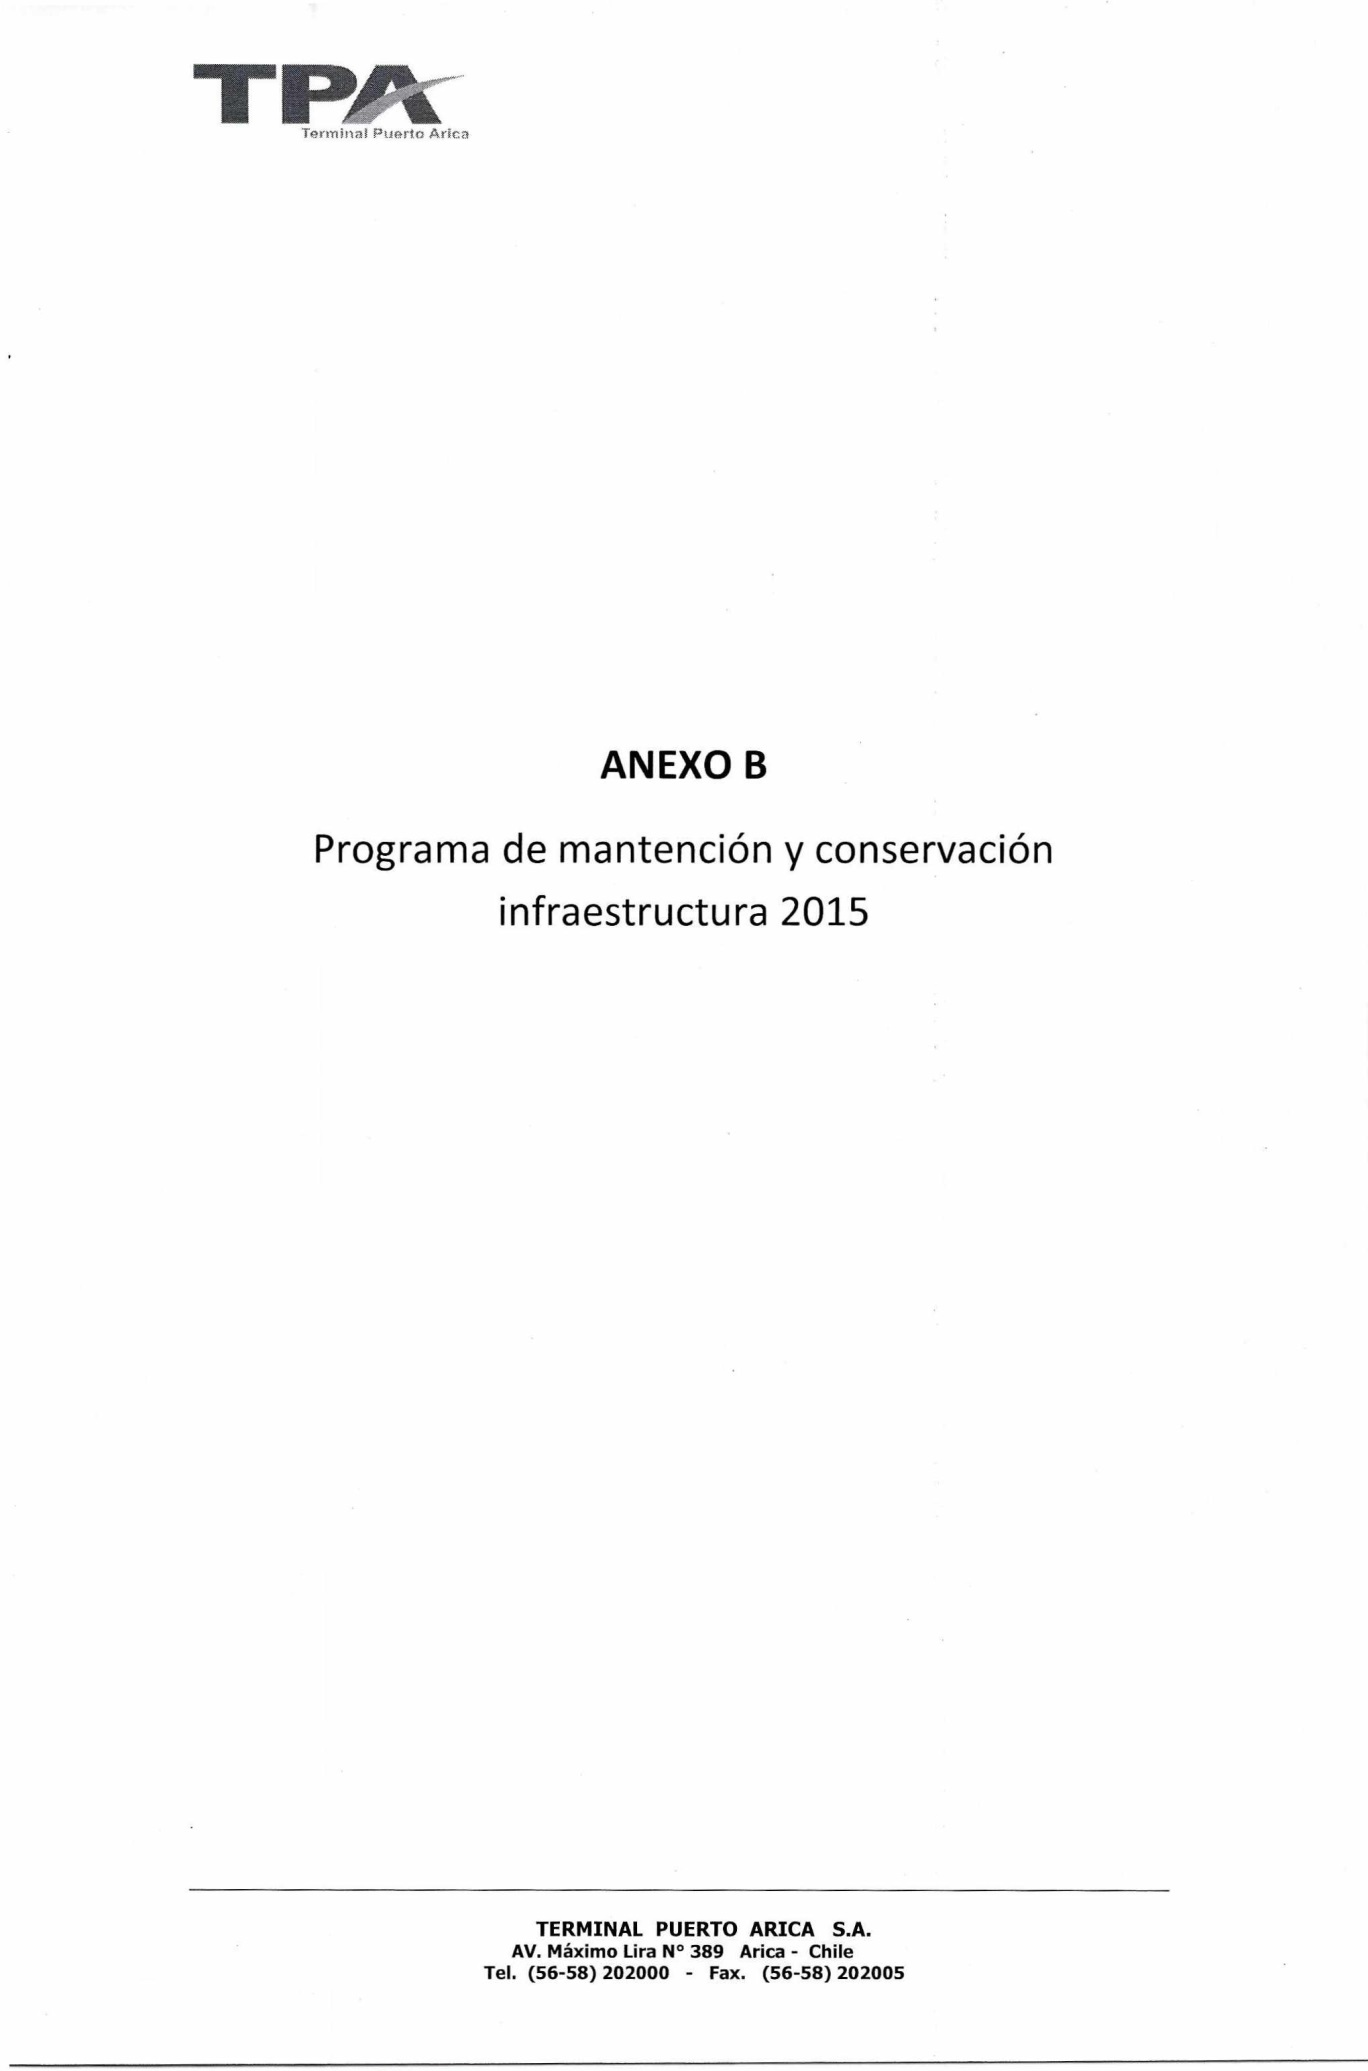 TPA
Terminal Puerto Arica
ANEXO B
Programa de mantención y conservación
infraestructura 2015
TERMINAL PUERTO ARICA S.A.
AV. Máximo Lira Nº 389 Arica - Chile
Tel. (56-58) 202000 - Fax. (56-58) 202005